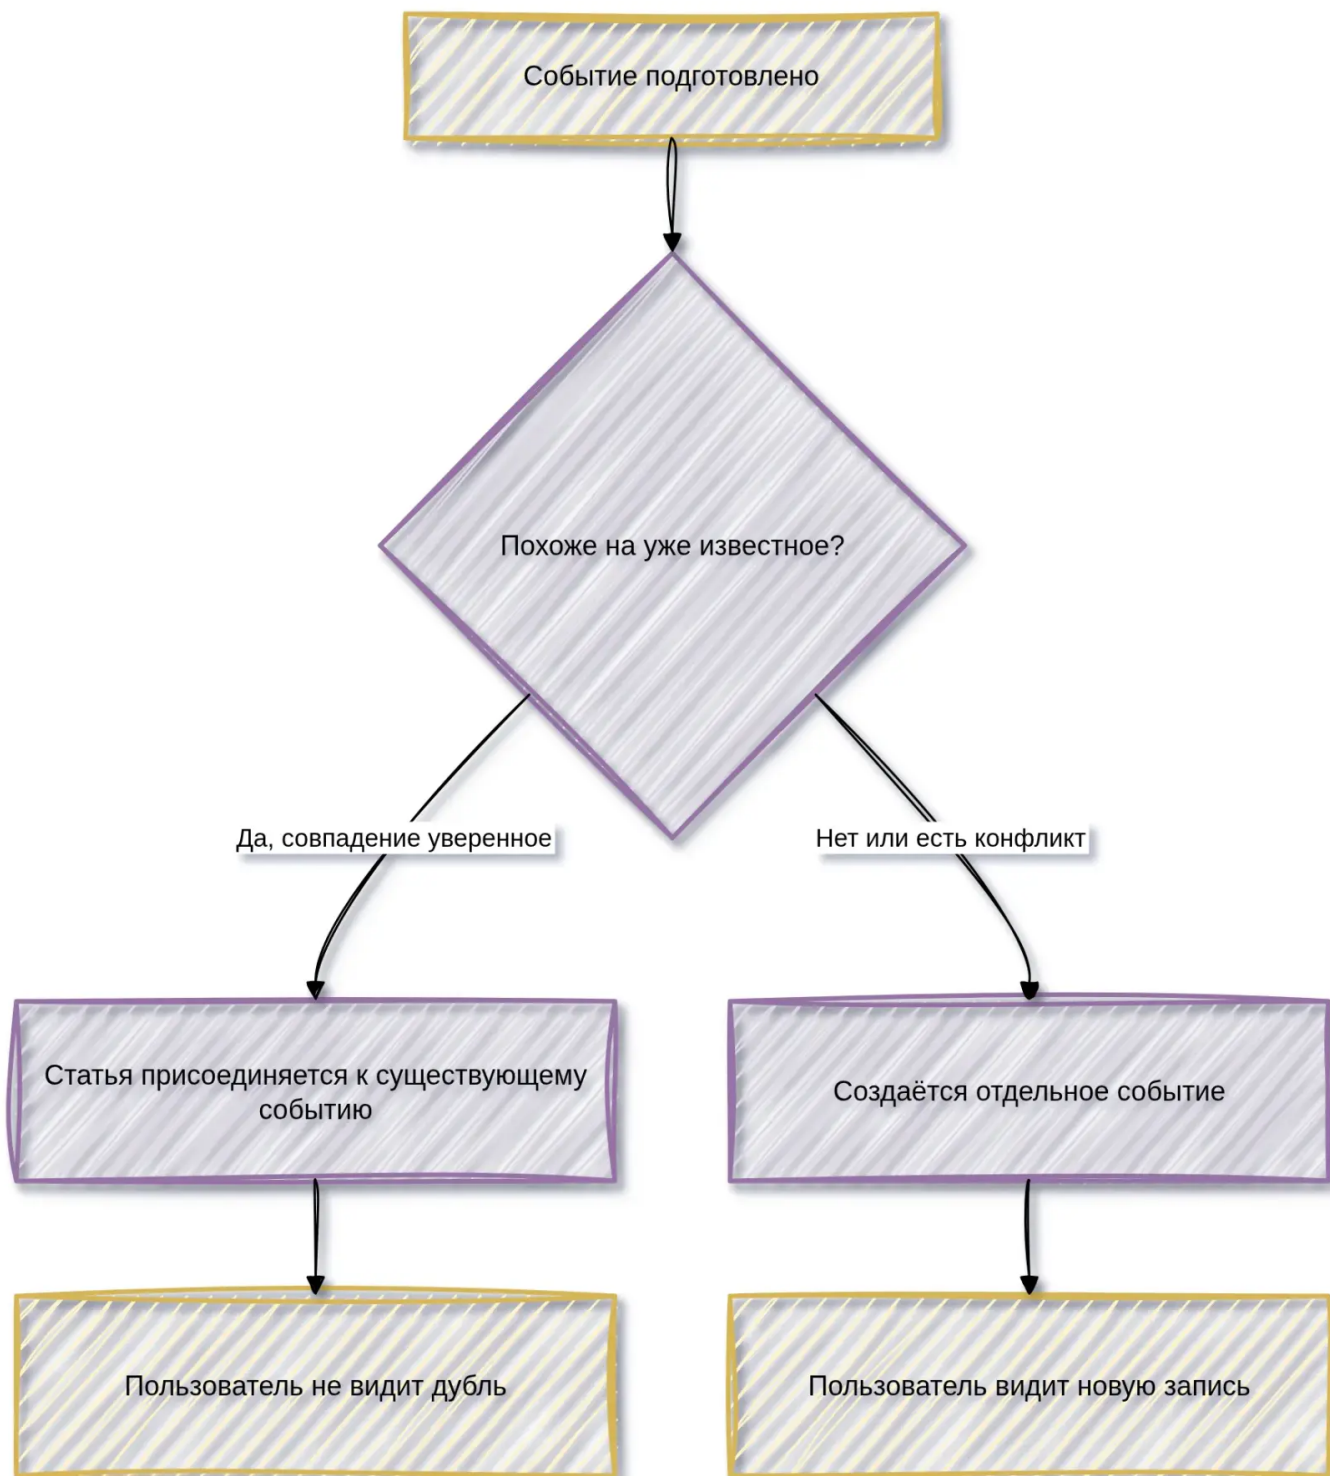 Событие подготовлено
Похоже на уже известное?
Да, совпадение уверенное
Нет или есть конфликт
Статья присоединяется к существующему
событию
Создаётся отдельное событие
Пользователь не видит дубль
Пользователь видит новую запись